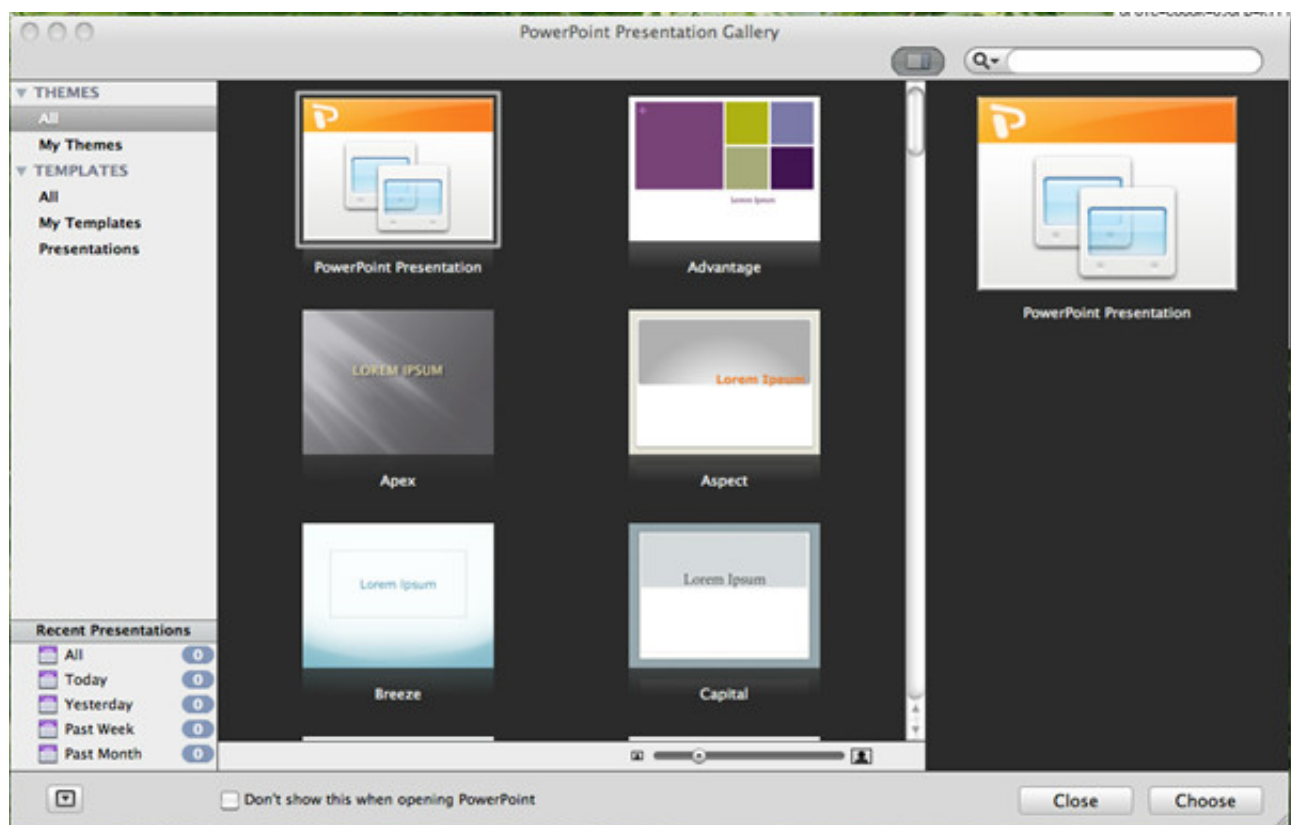 PowerPoint Presentation Gallery
THEMES
All
My Themes
TEMPLATES
All
My Templates
Presentations
PowerPoint Presentation
Lorem Ipsum
Advantage
LOREM IPSUM
Apex
Lorem Ipsum
Aspect
Lorem Ipsum
Breeze
Lorem Ipsum
Capital
PowerPoint Presentation
Recent Presentations
All 0
Today 0
Yesterday 0
Past Week 0
Past Month 0
Don't show this when opening PowerPoint
Close
Choose